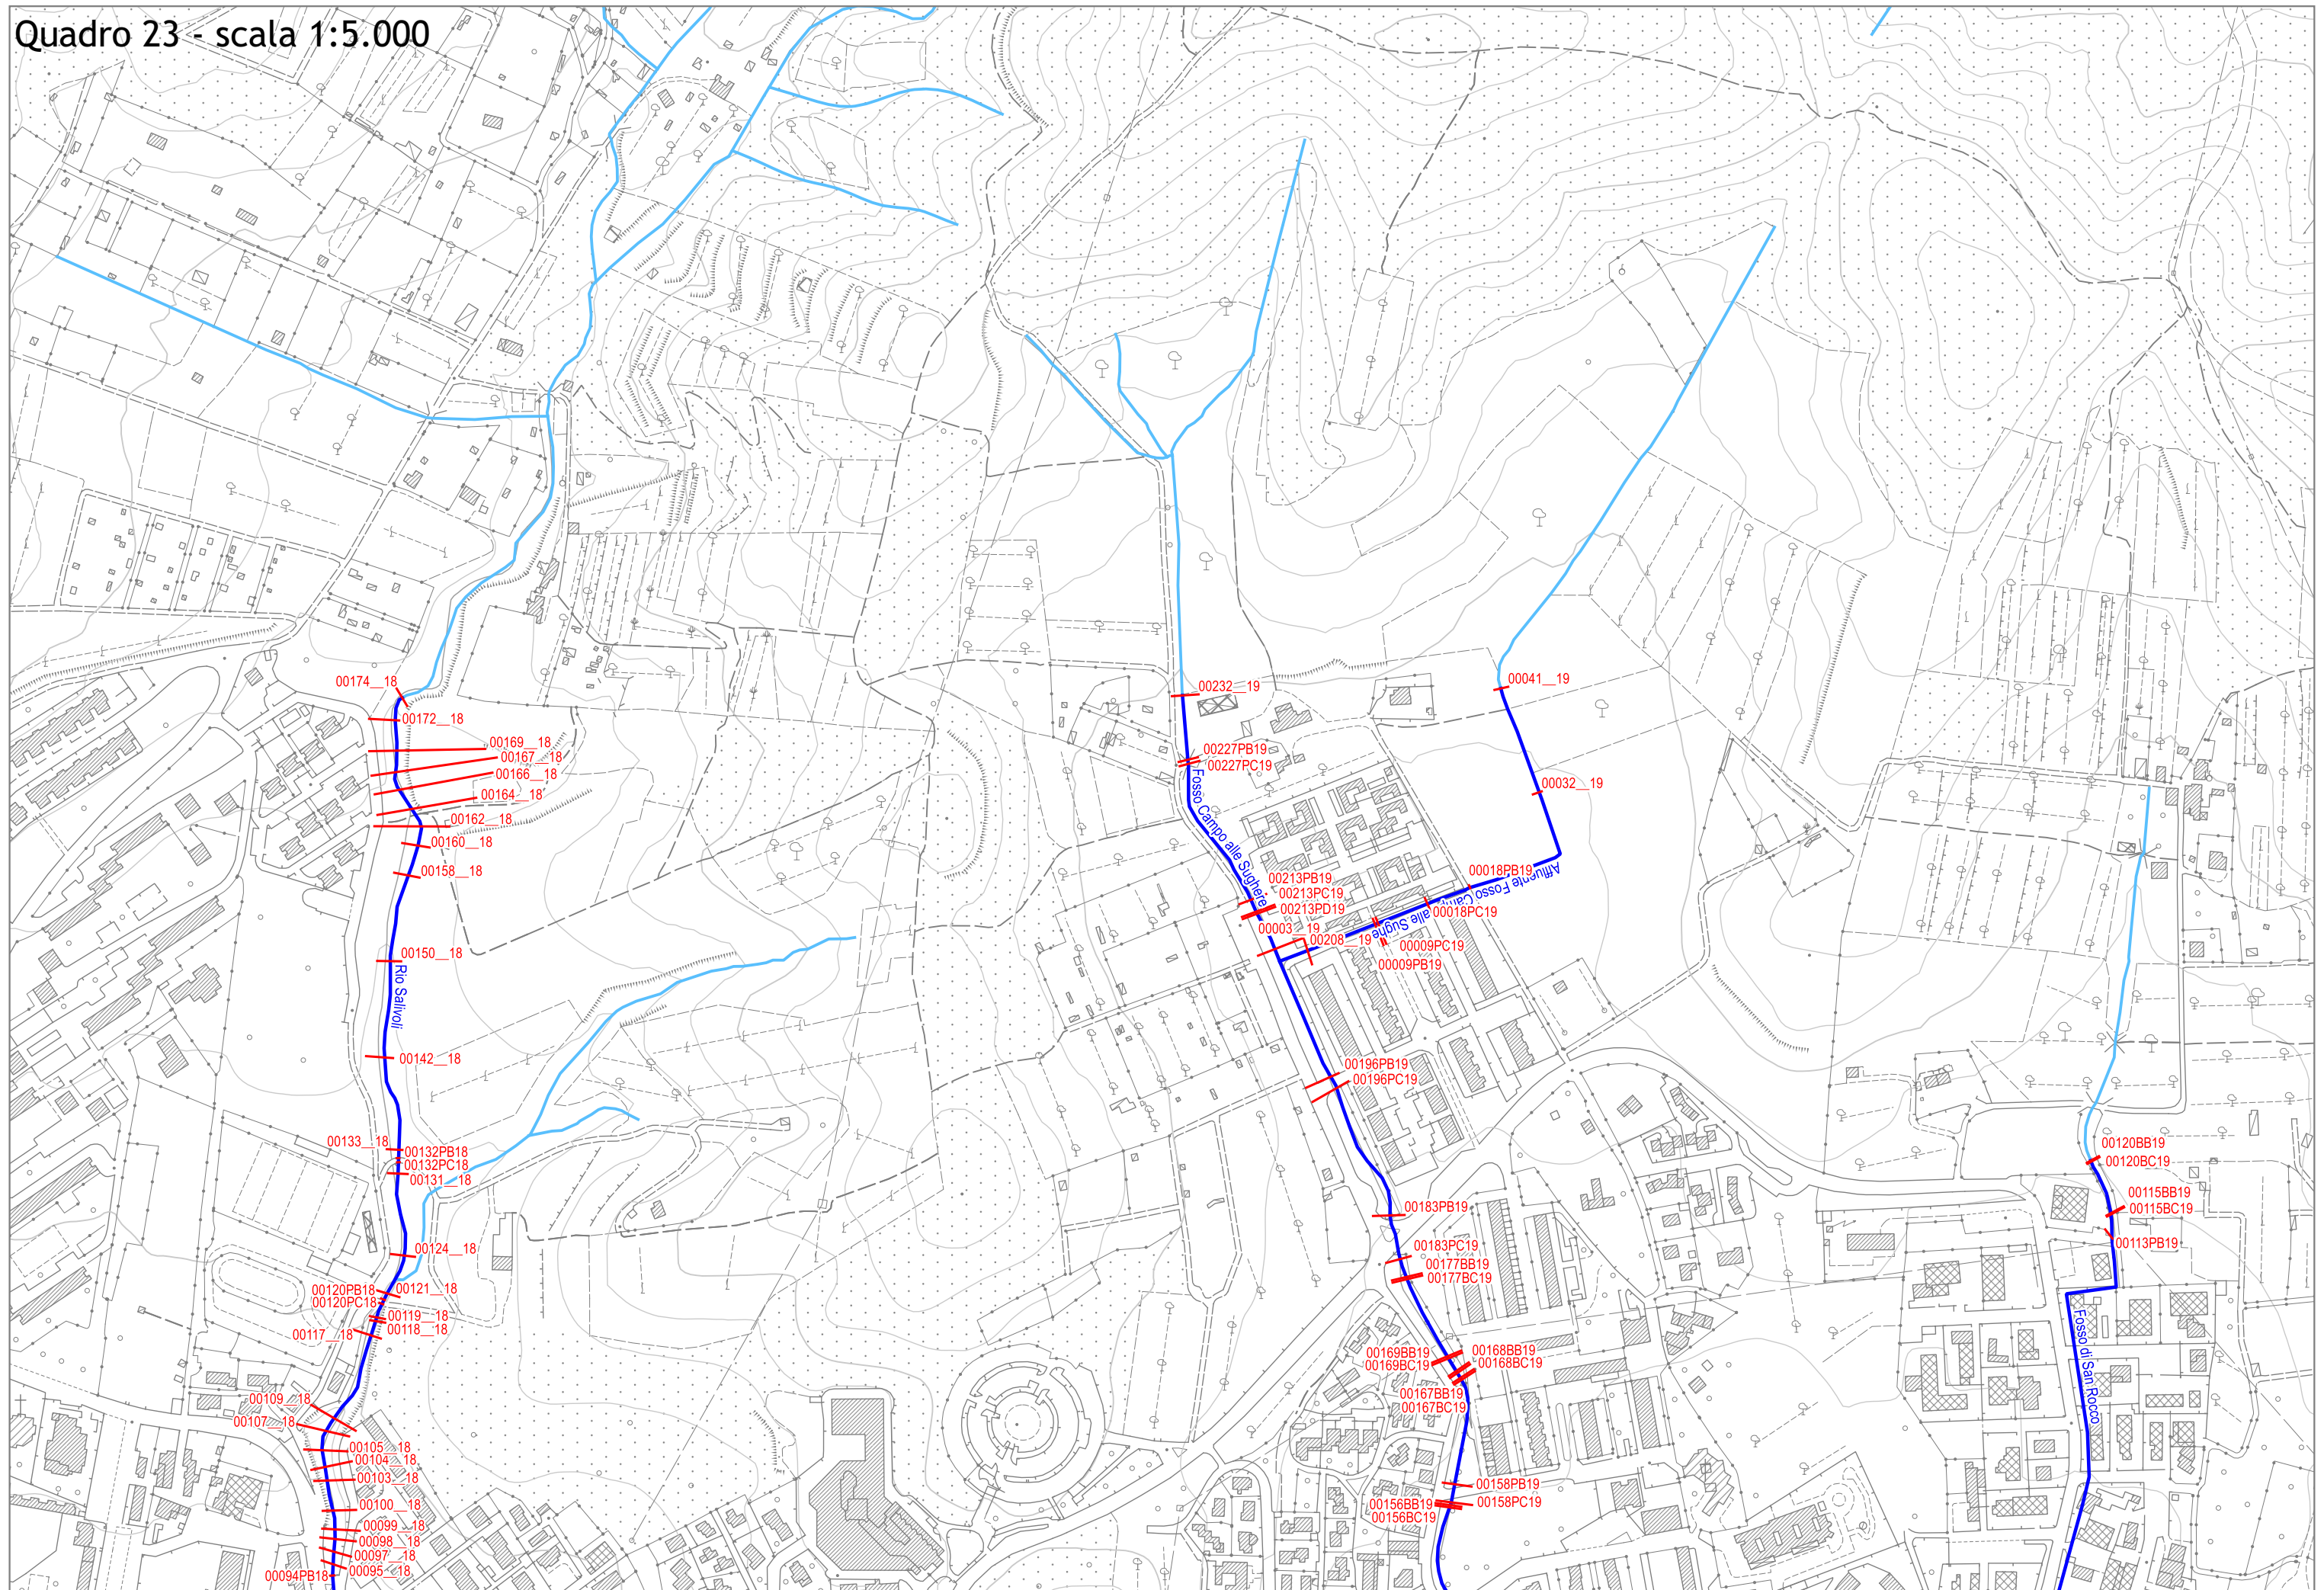 Quadro 23 - scala 1:5.000
00174__18
00172__18
00169__18
00167__18
00166__18
00164__18
00162__18
00160__18
00158__18
00150__18
Rio Salivoli
00142__18
00133__18
00132PB18
00132PC18
00131__18
00124__18
00121__18
00120PB18
00120PC18
00119__18
00118__18
00117__18
00109__18
00107__18
00105__18
00104__18
00103__18
00100__18
00099__18
00098__18
00097__18
00095__18
00094PB18
00232__19
00227PB19
00227PC19
Fosso Campo alle Sughere
00213PB19
00213PC19
00213PD19
00003__19
00208__19
00041__19
00032__19
00018PB19
00018PC19
Affluente Fosso Campo alle Sughe
00009PC19
00009PB19
00196PB19
00196PC19
00183PB19
00183PC19
00177BB19
00177BC19
00169BB19
00169BC19
00168BB19
00168BC19
00167BB19
00167BC19
00158PB19
00158PC19
00156BB19
00156BC19
00120BB19
00120BC19
00115BB19
00115BC19
00113PB19
Fosso di San Rocco